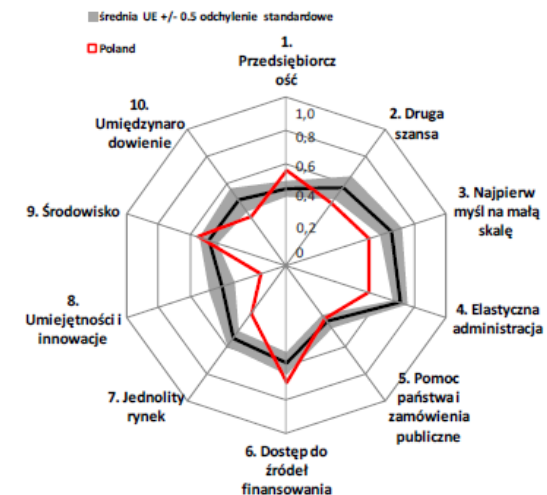 średnia UE +/- 0.5 odchylenie standardowe
Poland
1.
Przedsiębiorcz
ość
2. Druga
szansa
3. Najpierw
myśl na małą
skalę
4. Elastyczna
administracja
5. Pomoc
państwa i
zamówienia
publiczne
6. Dostęp do
źródeł
finansowania
7. Jednolity
rynek
8.
Umiejętności i
innowacje
9. Środowisko
10.
Umiędzynaro
dowienie
1,0
0,8
0,6
0,4
0,2
0